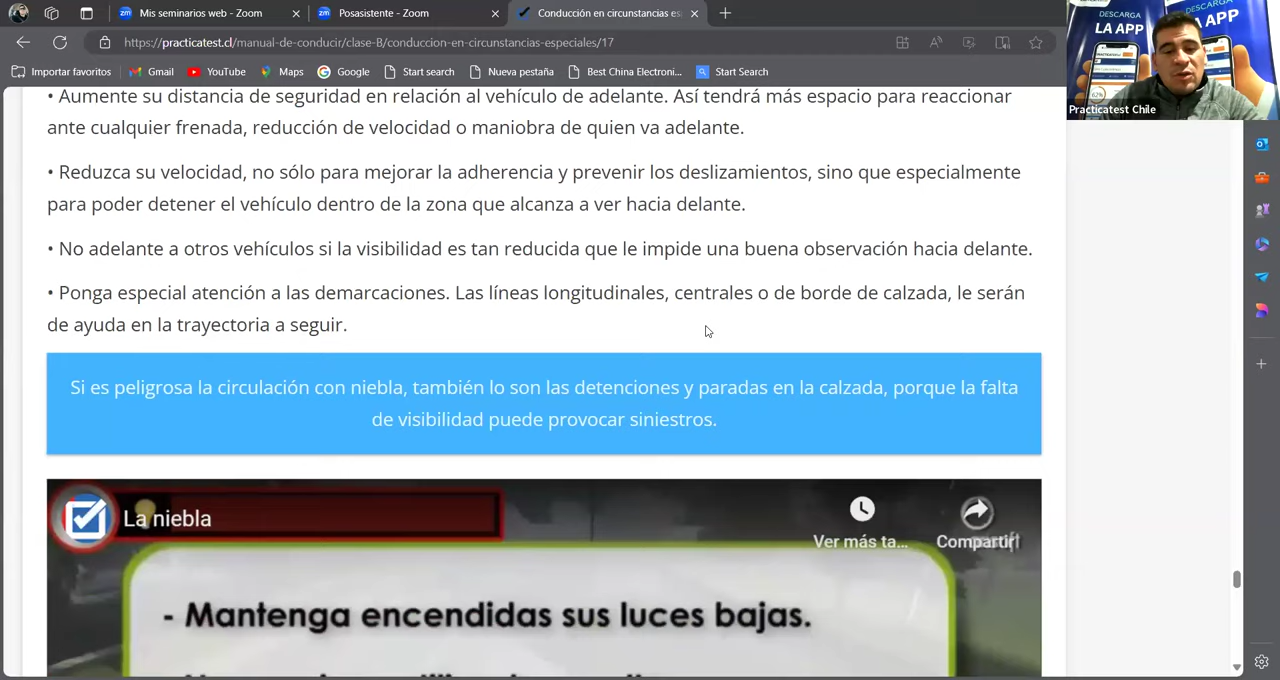 Mis seminarios web - Zoom
Posasistente - Zoom
Conducción en circunstancias es
https://practicatest.cl/manual-de-conducir/clase-B/conduccion-en-circunstancias-especiales/17
Importar favoritos
Gmail
YouTube
Maps
Google
Start search
Nueva pestaña
Best China Electroni...
Start Search
DESCARGA
LA APP
DESCARGA
LA APP
62%
Practicatest Chile
• Aumente su distancia de seguridad en relación al vehículo de adelante. Así tendrá más espacio para reaccionar
ante cualquier frenada, reducción de velocidad o maniobra de quien va adelante.
• Reduzca su velocidad, no sólo para mejorar la adherencia y prevenir los deslizamientos, sino que especialmente
para poder detener el vehículo dentro de la zona que alcanza a ver hacia delante.
• No adelante a otros vehículos si la visibilidad es tan reducida que le impide una buena observación hacia delante.
• Ponga especial atención a las demarcaciones. Las líneas longitudinales, centrales o de borde de calzada, le serán
de ayuda en la trayectoria a seguir.
Si es peligrosa la circulación con niebla, también lo son las detenciones y paradas en la calzada, porque la falta
de visibilidad puede provocar siniestros.
La niebla
Ver más ta...
Compartir
- Mantenga encendidas sus luces bajas.